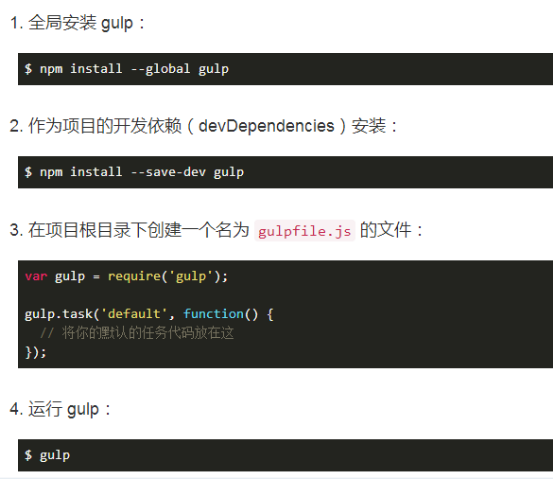 1. 全局安装 gulp：
$ npm install --global gulp
2. 作为项目的开发依赖（devDependencies）安装：
$ npm install --save-dev gulp
3. 在项目根目录下创建一个名为 gulpfile.js 的文件：
var gulp = require('gulp');
gulp.task('default', function() {
  // 将你的默认的任务代码放在这
});
4. 运行 gulp：
$ gulp